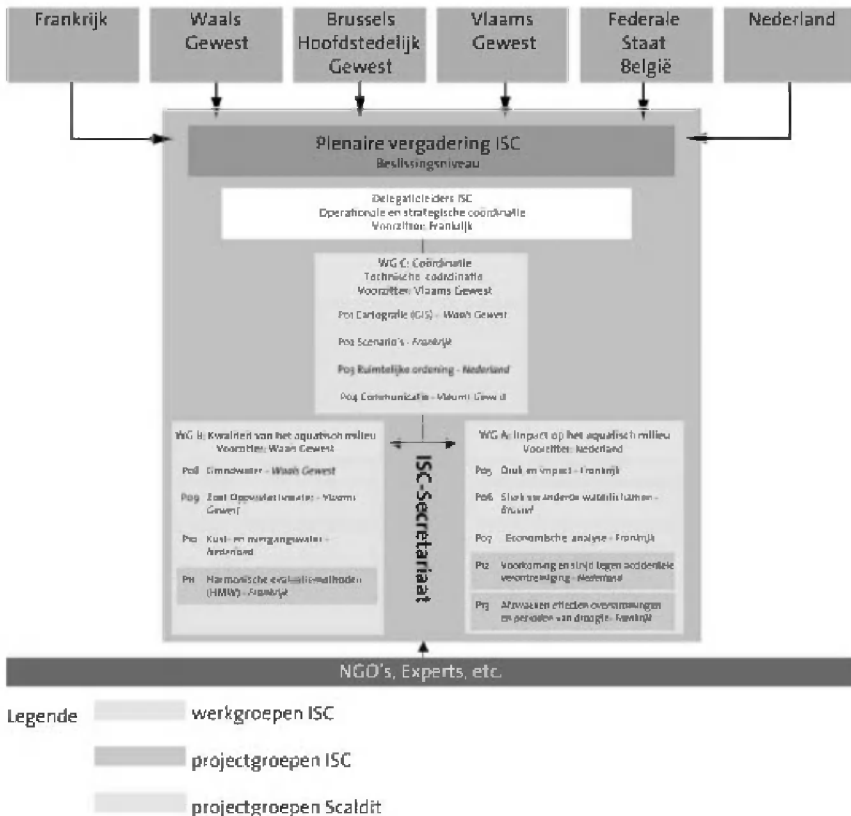 Frankrijk
Waals
Gewest
Brussels
Hoofdstedelijk
Gewest
Vlaams
Gewest
Federale
Staat
België
Nederland
Plenaire vergadering ISC
Beslissingsniveau
Delegatieleiders ISC
Operationale en strategische coördinatie
Voorzitter: Frankrijk
WG C: Coördinatie
Technische coördinatie
Voorzitter: Vlaams Gewest
P01 Cartografie (GIS) - Waals Gewest
P02 Scenario's - Frankrijk
P03 Ruimtelijke ordening - Nederland
P04 Communicatie - Vlaams Gewest
WG B: Kwaliteit van het aquatisch milieu
Voorzitter: Waals Gewest
P08 Grondwater - Waals Gewest
P09 Zoet Oppervlaktewater - Vlaams
Gewest
P10 Kust- en overgangswater -
Nederland
P11 Harmonische evaluatiemethoden
(HMW) - Frankrijk
ISC-Secretariaat
WG A: Impact op het aquatisch milieu
Voorzitter: Nederland
P05 Druk en impact - Frankrijk
P06 Sterk veranderde waterlichamen -
Brussel
P07 Economische analyse - Frankrijk
P12 Voorkoming en strijd tegen accidentele
verontreiniging - Nederland
P13 Afzwakken effecten overstromingen
en perioden van droogte - Frankrijk
NGO's, Experts, etc.
Legende
werkgroepen ISC
projectgroepen ISC
projectgroepen Scaldit